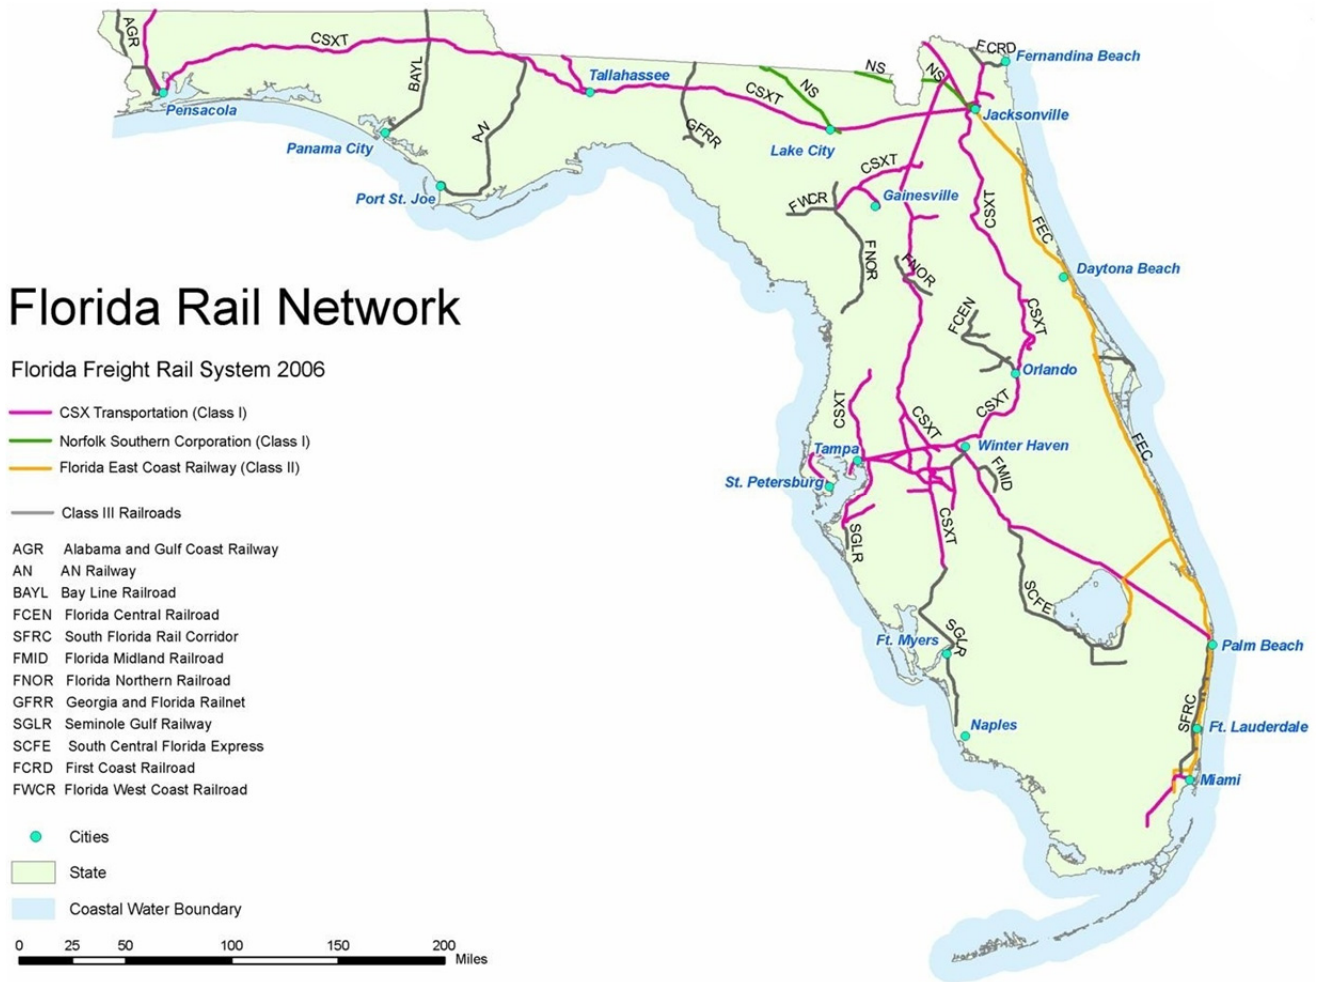 AGR
CSXT
BAYL
AN
Pensacola
Panama City
Port St. Joe
Tallahassee
GFRR
CSXT
NS
NS
NS
FCRD
Fernandina Beach
Jacksonville
Lake City
CSXT
Gainesville
FWCR
FNOR
FNOR
CSXT
FEC
Daytona Beach
FCEN
CSXT
Orlando
CSXT
CSXT
CSXT
Winter Haven
Tampa
St. Petersburg
FMID
FEC
SGLR
CSXT
SCFE
Ft. Myers
SGLR
Palm Beach
SFRC
Ft. Lauderdale
Naples
Miami
Florida Rail Network
Florida Freight Rail System 2006
CSX Transportation (Class I)
Norfolk Southern Corporation (Class I)
Florida East Coast Railway (Class II)
Class III Railroads
AGR Alabama and Gulf Coast Railway
AN AN Railway
BAYL Bay Line Railroad
FCEN Florida Central Railroad
SFRC South Florida Rail Corridor
FMID Florida Midland Railroad
FNOR Florida Northern Railroad
GFRR Georgia and Florida Railnet
SGLR Seminole Gulf Railway
SCFE South Central Florida Express
FCRD First Coast Railroad
FWCR Florida West Coast Railroad
Cities
State
Coastal Water Boundary
0 25 50 100 150 200
Miles